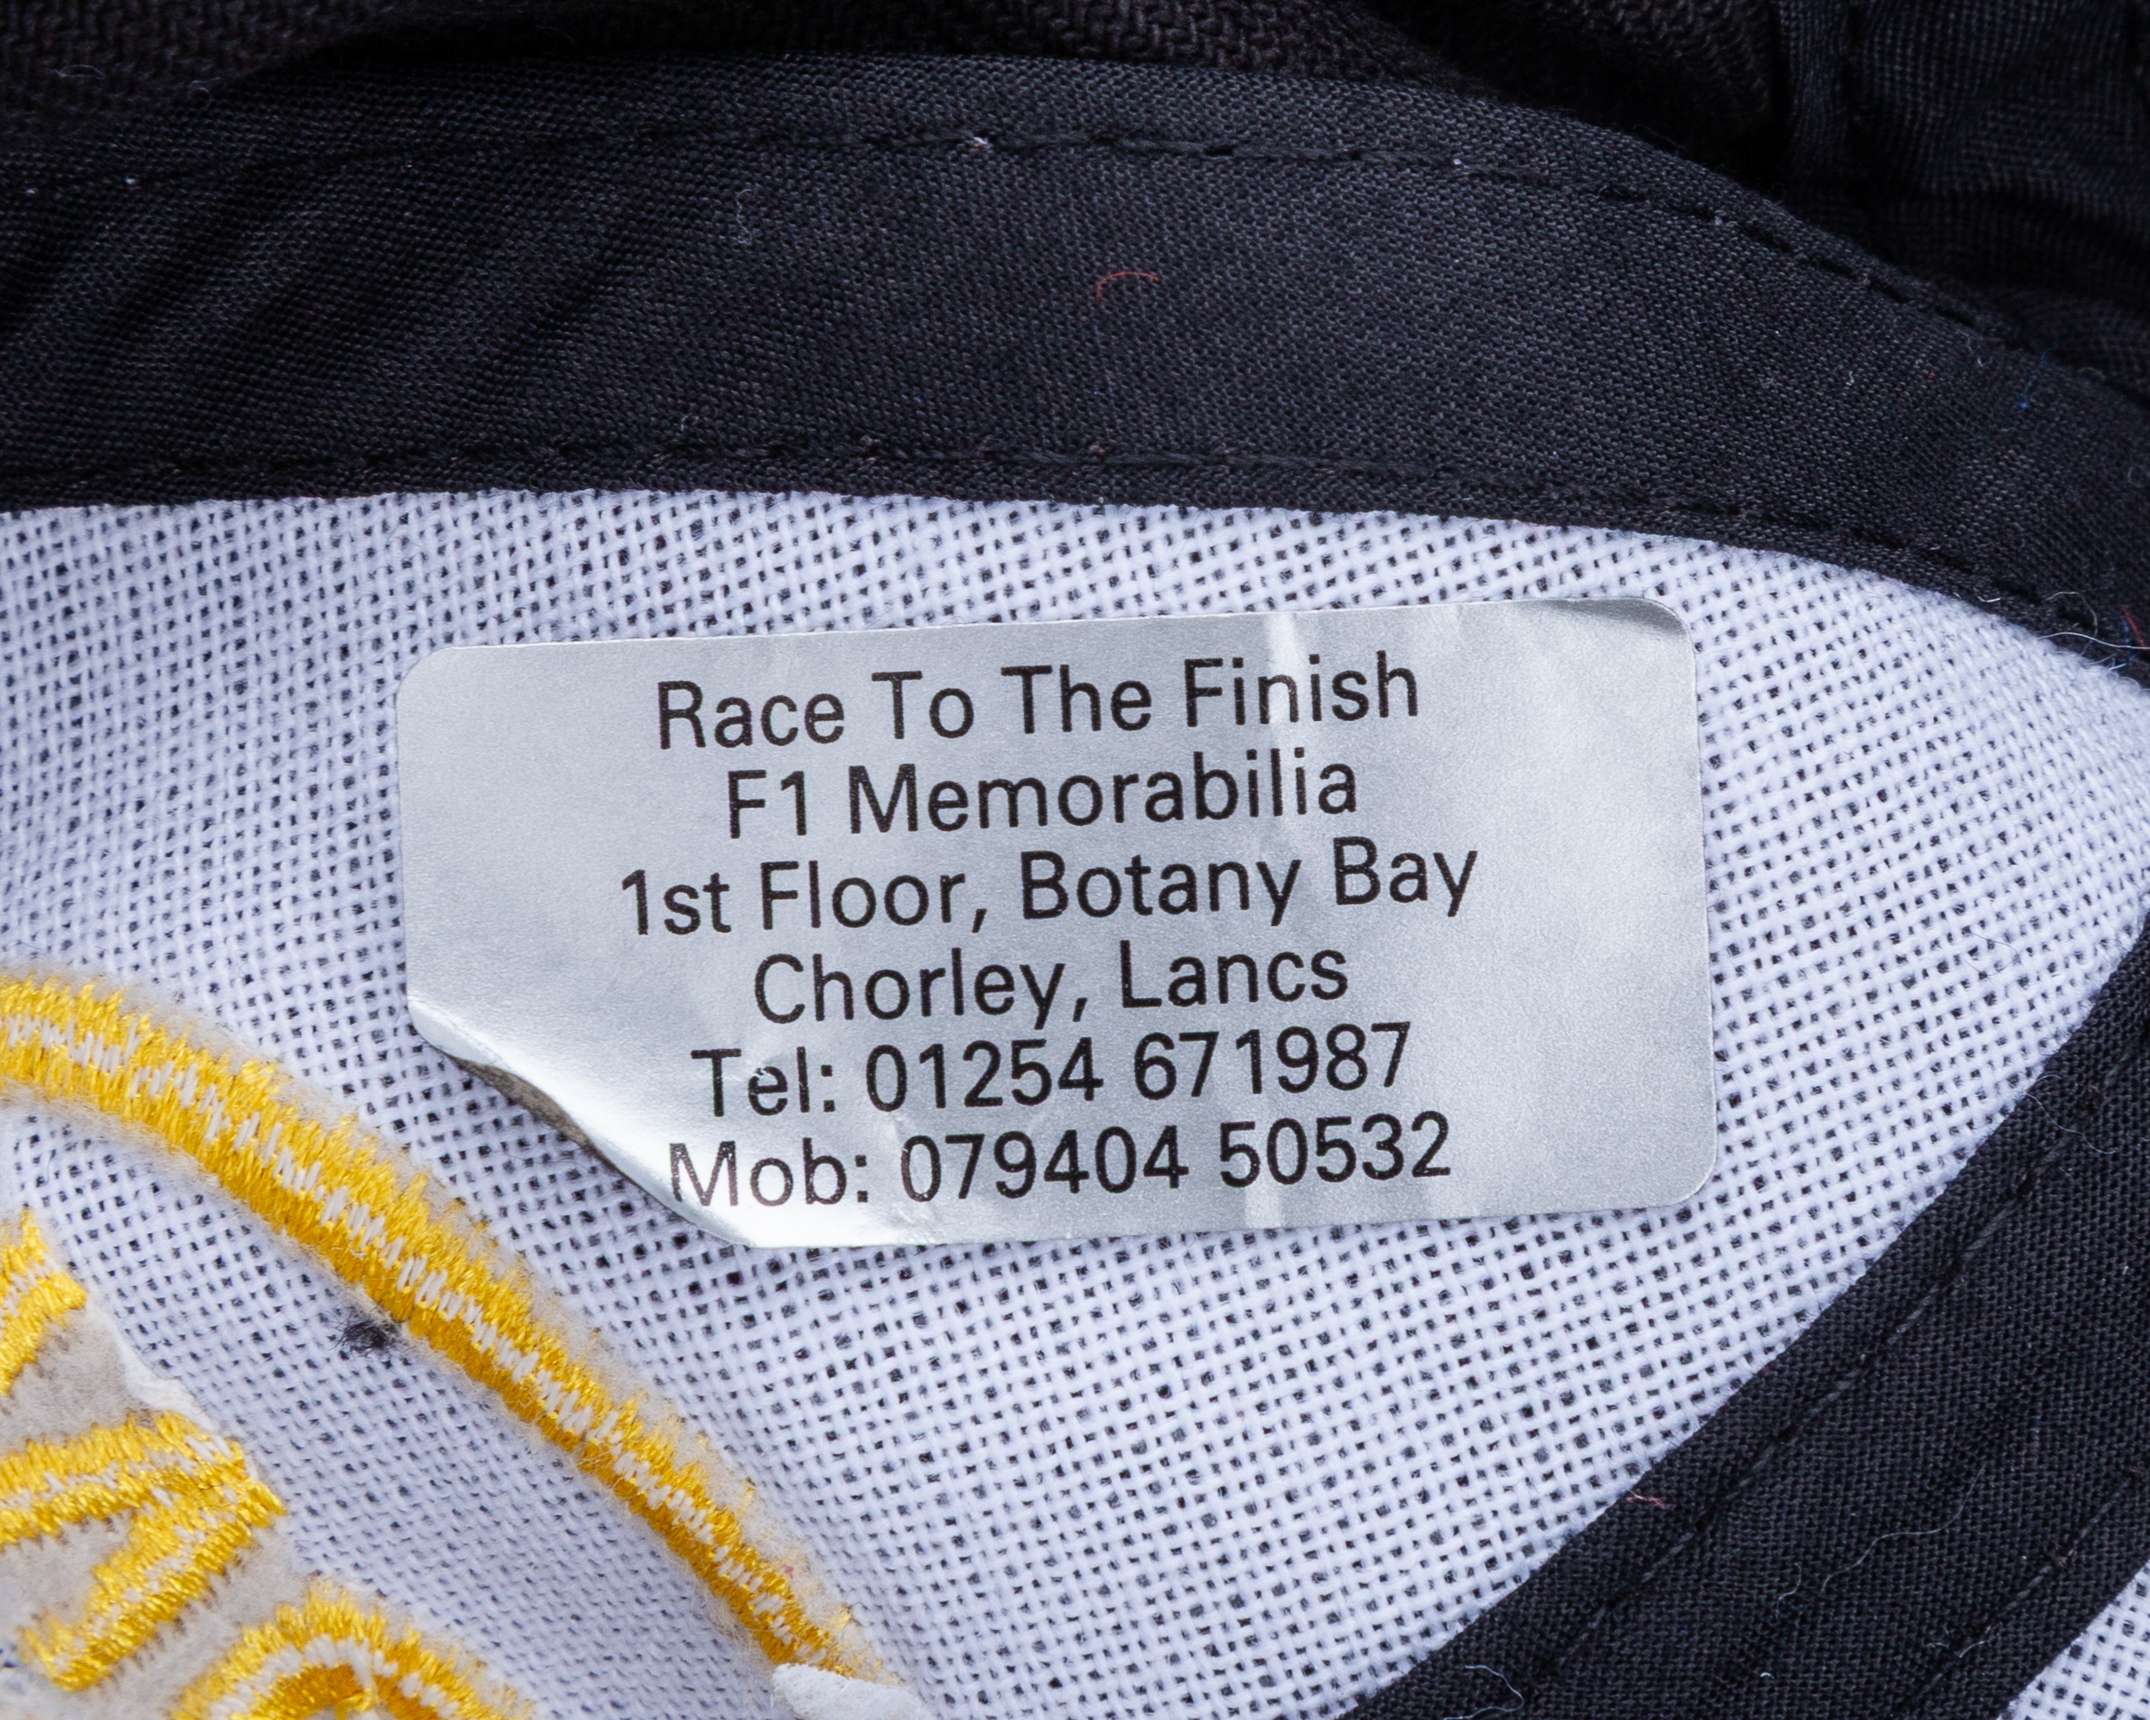 Race To The Finish
F1 Memorabilia
1st Floor, Botany Bay
Chorley, Lancs
Tel: 01254 671987
Mob: 079404 50532